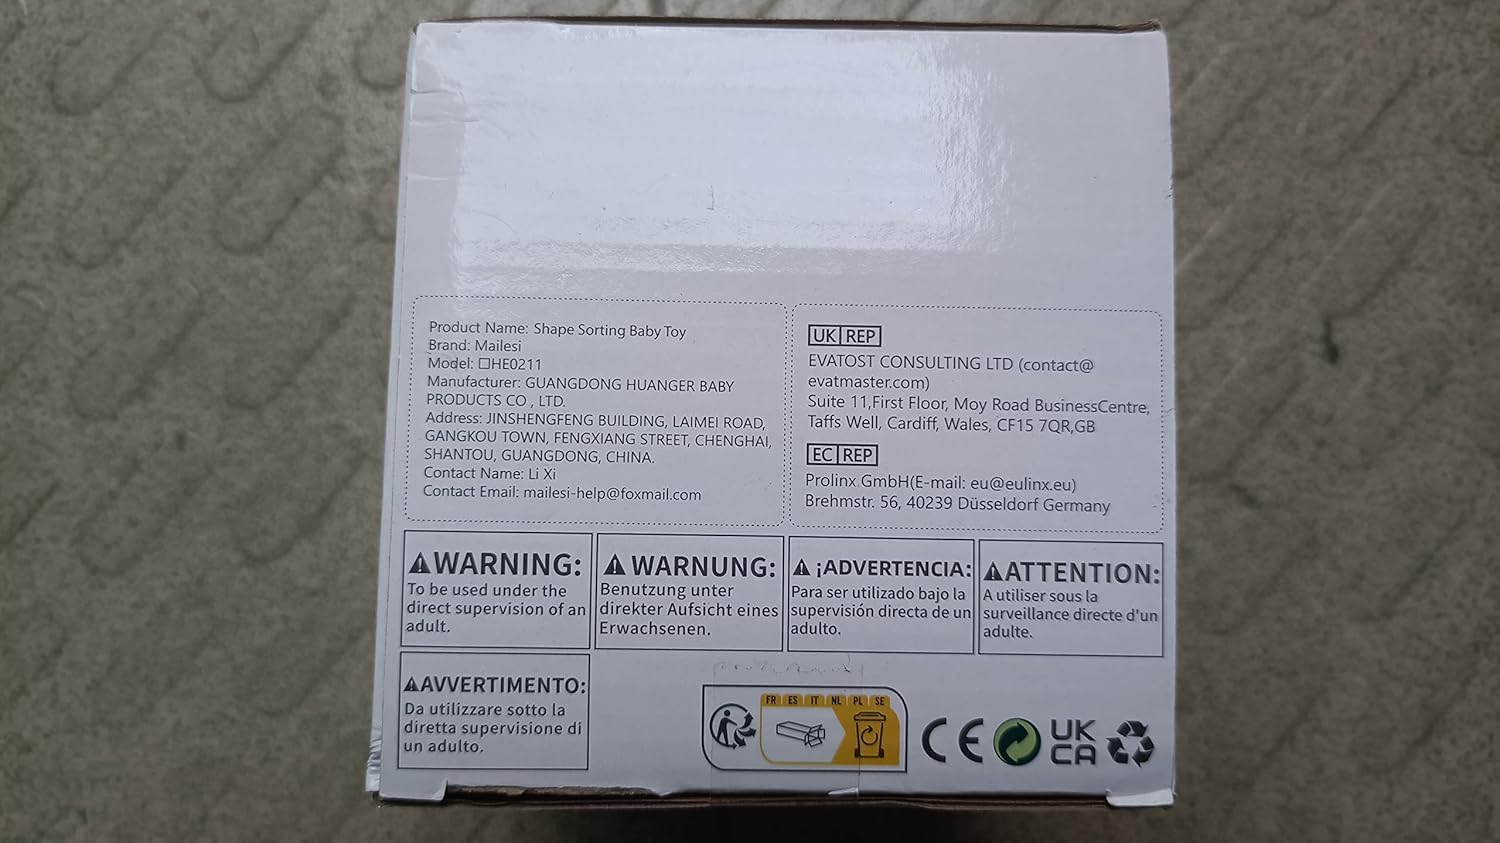 Product Name: Shape Sorting Baby Toy
Brand: Mailesi
Model: □HE0211
Manufacturer: GUANGDONG HUANGER BABY
PRODUCTS CO , LTD.
Address: JINSHENGFENG BUILDING, LAIMEI ROAD,
GANGKOU TOWN, FENGXIANG STREET, CHENGHAI,
SHANTOU, GUANGDONG, CHINA.
Contact Name: Li Xi
Contact Email: mailesi-help@foxmail.com
UK REP
EVATOST CONSULTING LTD (contact@
evatmaster.com)
Suite 11,First Floor, Moy Road BusinessCentre,
Taffs Well, Cardiff, Wales, CF15 7QR,GB
EC REP
Prolinx GmbH(E-mail: eu@eulinx.eu)
Brehmstr. 56, 40239 Düsseldorf Germany
WARNING:
To be used under the
direct supervision of an
adult.
WARNUNG:
Benutzung unter
direkter Aufsicht eines
Erwachsenen.
¡ADVERTENCIA:
Para ser utilizado bajo la
supervisión directa de un
adulto.
ATTENTION:
A utiliser sous la
surveillance directe d'un
adulte.
AVVERTIMENTO:
Da utilizzare sotto la
diretta supervisione di
un adulto.
FR ES IT NL PL SE
CE
UK
CA